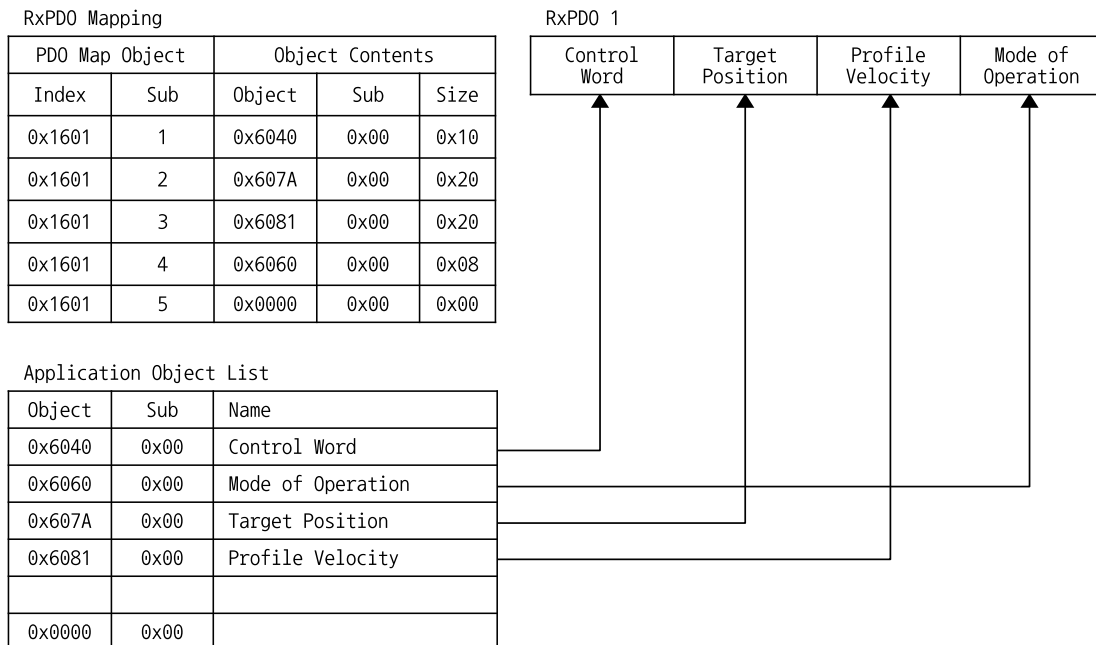 RxPDO Mapping
PDO Map Object Object Contents
Index Sub Object Sub Size
0x1601 1 0x6040 0x00 0x10
0x1601 2 0x607A 0x00 0x20
0x1601 3 0x6081 0x00 0x20
0x1601 4 0x6060 0x00 0x08
0x1601 5 0x0000 0x00 0x00
RxPDO 1
Control Target Profile Mode of
Word Position Velocity Operation
Application Object List
Object Sub Name
0x6040 0x00 Control Word
0x6060 0x00 Mode of Operation
0x607A 0x00 Target Position
0x6081 0x00 Profile Velocity
0x0000 0x00